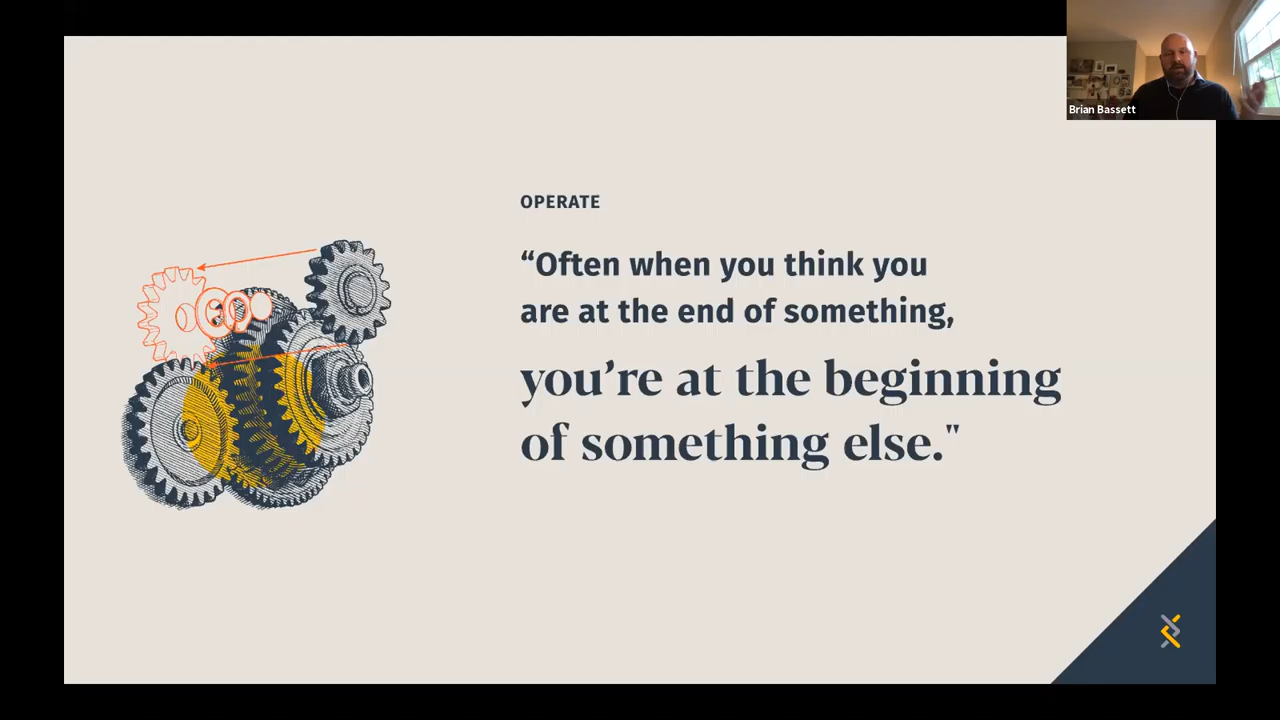 Brian Bassett
OPERATE
“Often when you think you
are at the end of something,
you’re at the beginning
of something else."